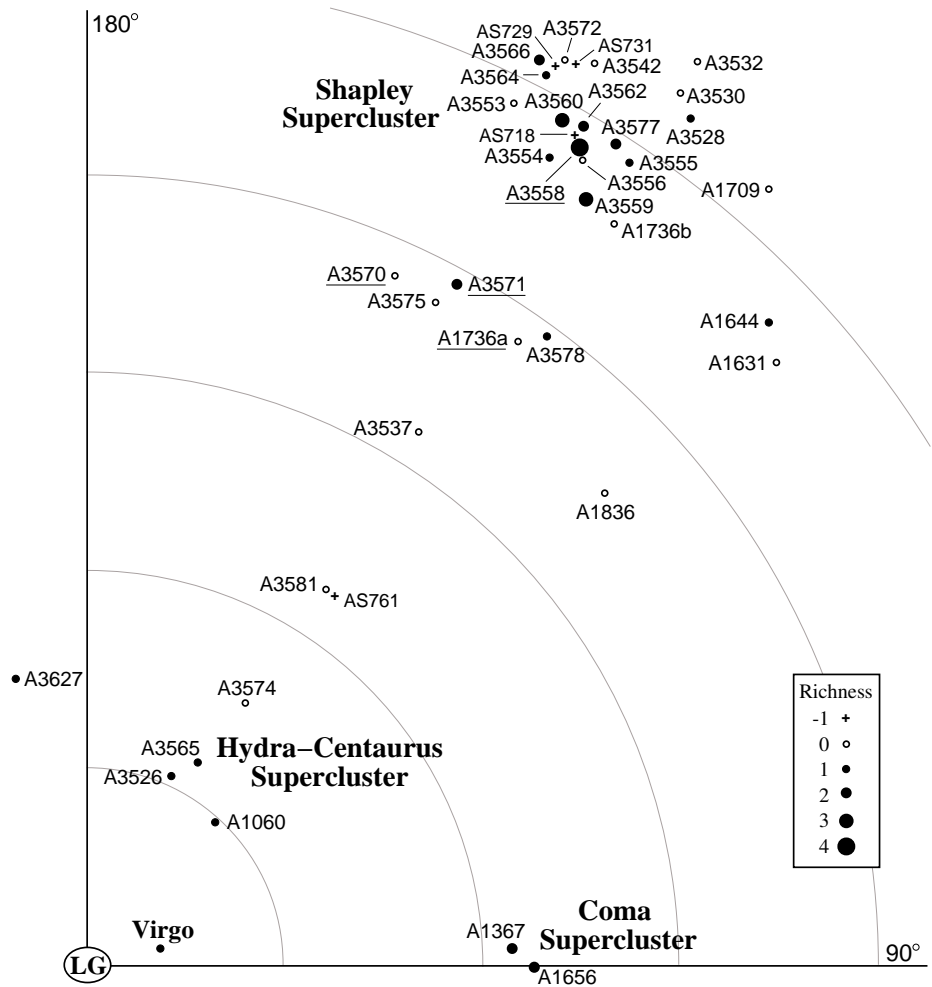 180°
AS729
A3572
A3566
AS731
A3564
A3542
A3532
Shapley
Supercluster
A3553
A3560
A3562
A3530
AS718
A3577
A3528
A3554
A3555
A3558
A3556
A1709
A3559
A1736b
A3570
A3571
A3575
A1736a
A3578
A1644
A1631
A3537
A1836
A3581
AS761
A3627
A3574
A3565
Hydra–Centaurus
Supercluster
A3526
A1060
Richness
-1
0
1
2
3
4
Virgo
A1367
Coma
Supercluster
LG
A1656
90°